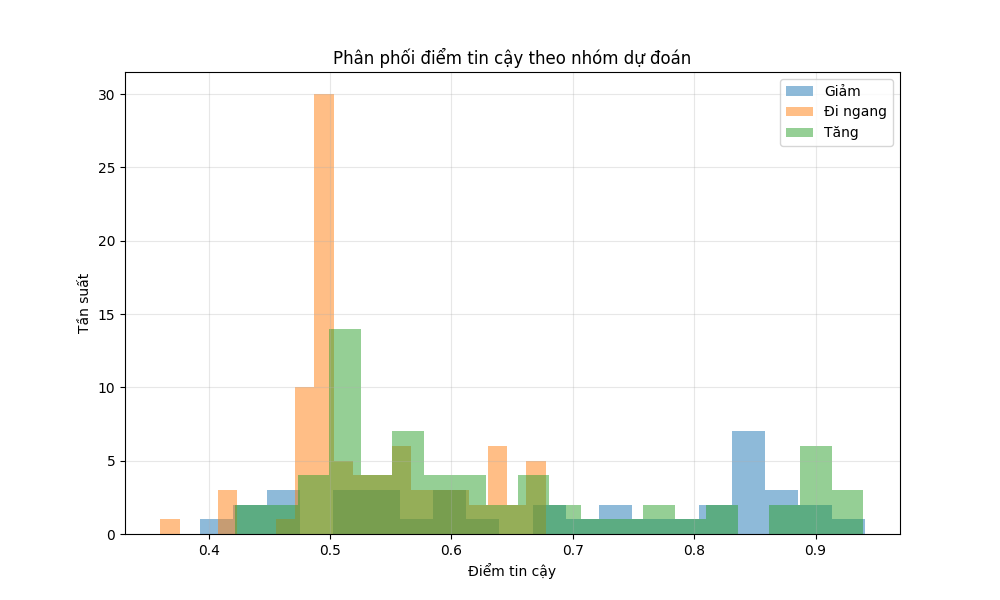 Phân phối điểm tin cậy theo nhóm dự đoán
Giảm
Đi ngang
Tăng
Tần suất
30
25
20
15
10
5
0
0.4
0.5
0.6
0.7
0.8
0.9
Điểm tin cậy